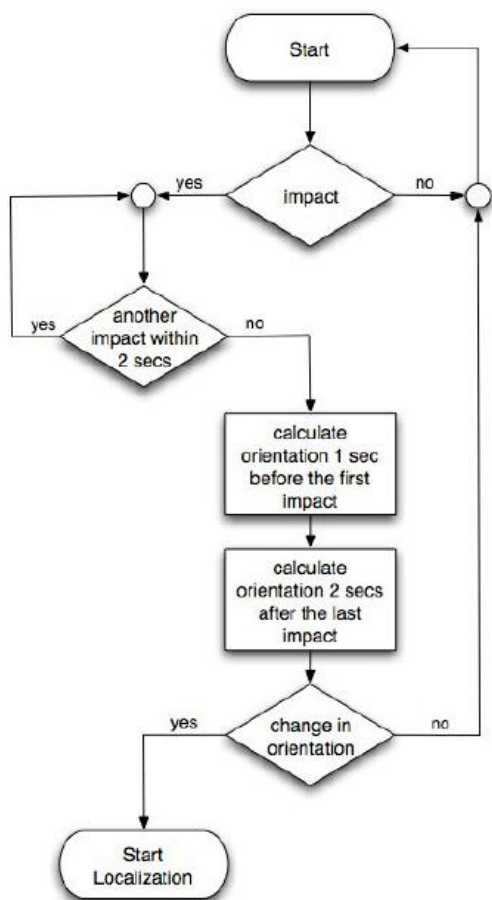 Start
yes
impact
no
another
impact within
2 secs
yes
no
calculate
orientation 1 sec
before the first
impact
calculate
orientation 2 secs
after the last
impact
yes
change in
orientation
no
Start
Localization